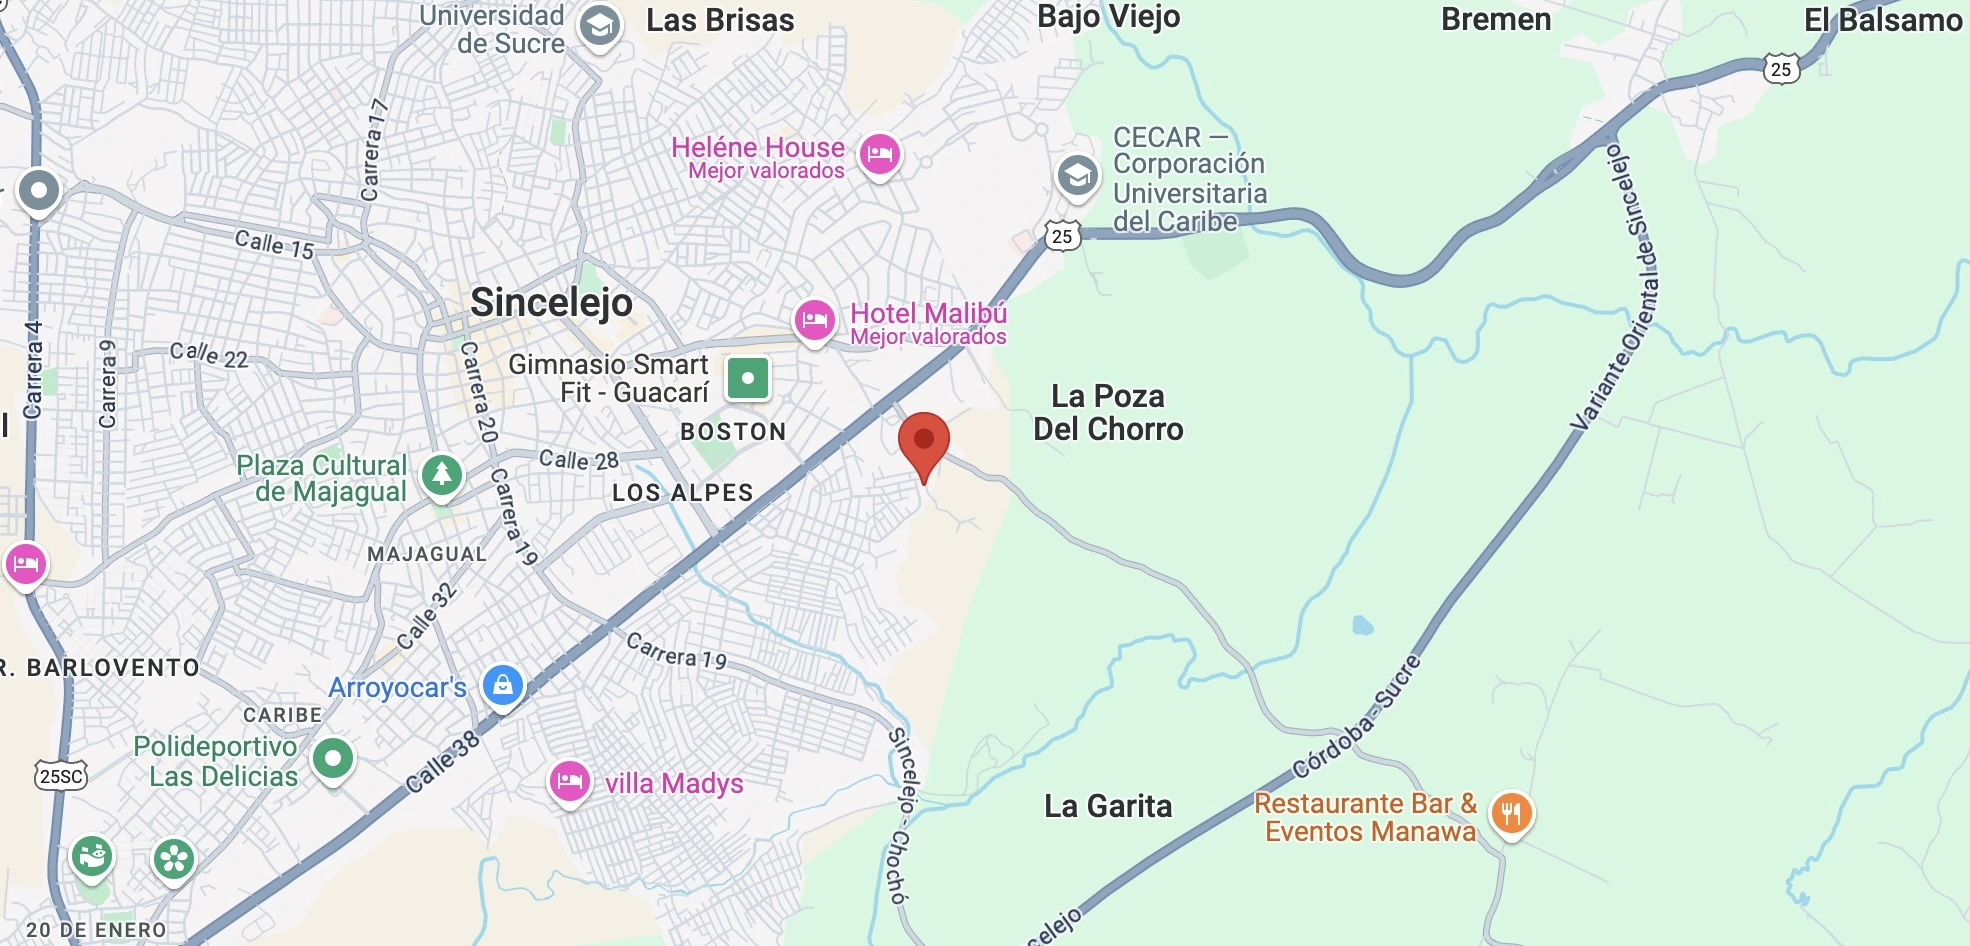 Universidad
de Sucre
Las Brisas
Bajo Viejo
Bremen
El Balsamo
25
Carrera 17
Heléne House
Mejor valorados
CECAR –
Corporación
Universitaria
del Caribe
25
Variante Oriental de Sincelejo
Calle 15
Sincelejo
Hotel Malibú
Mejor valorados
Carrera 4
Carrera 9
Calle 22
Carrera 20
Gimnasio Smart
Fit - Guacarí
La Poza
Del Chorro
BOSTON
Plaza Cultural
de Majagual
Calle 28
LOS ALPES
Carrera 19
MAJAGUAL
Calle 32
R. BARLOVENTO
Carrera 19
Arroyocar's
CARIBE
Polideportivo
Las Delicias
Calle 38
villa Madys
25SC
Sincelejo - Chochó
La Garita
Córdoba - Sucre
Restaurante Bar &
Eventos Manawa
20 DE ENERO
celejo